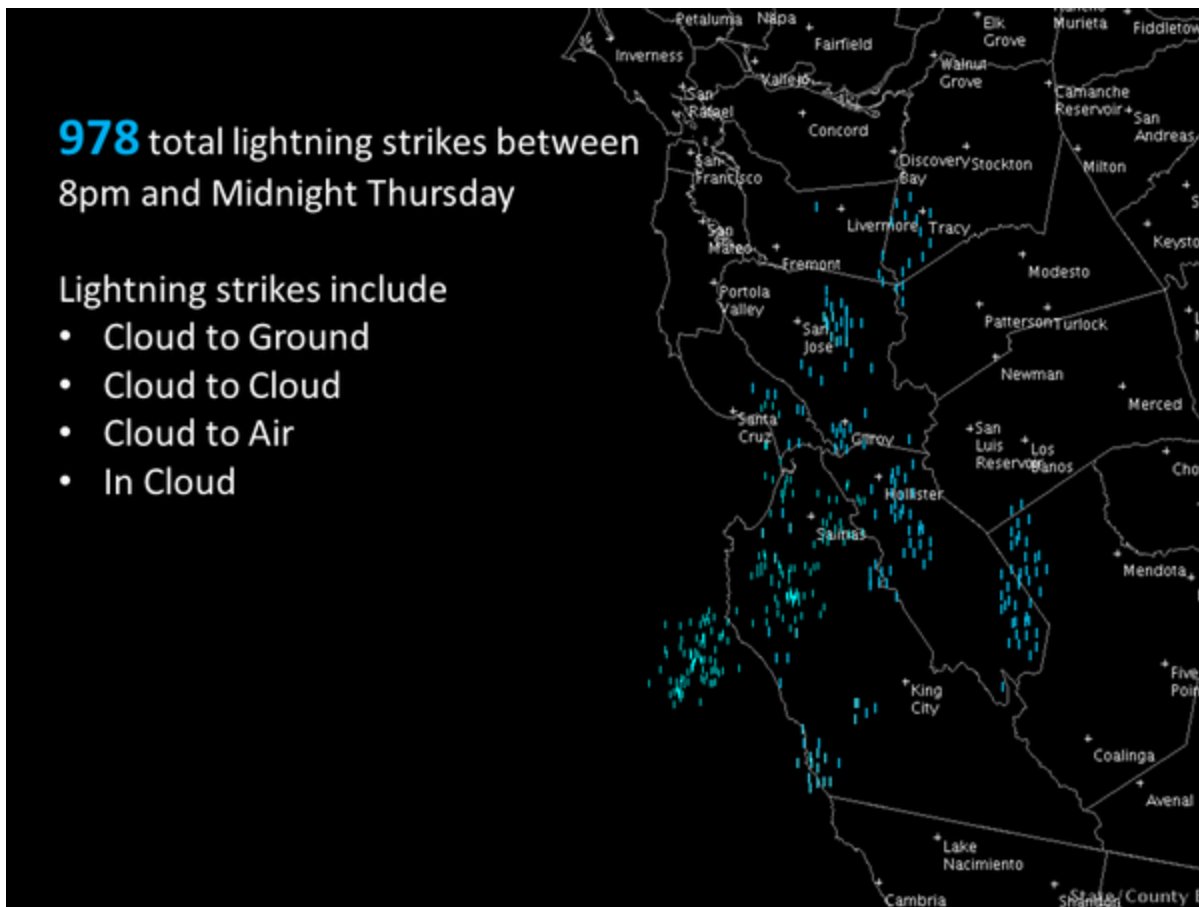 978 total lightning strikes between
8pm and Midnight Thursday
Lightning strikes include
• Cloud to Ground
• Cloud to Cloud
• Cloud to Air
• In Cloud
Petaluma
Napa
Fairfield
Elk
Grove
Murieta
Inverness
Vallejo
Walnut
Grove
Camanche
Reservoir
San
Rafael
Concord
San
Andreas
San
Francisco
Discovery
Bay
Stockton
Milton
San
Mateo
Livermore
Tracy
Fremont
Modesto
Portola
Valley
San
Jose
Patterson
Turlock
Newman
Merced
Santa
Cruz
Gilroy
San
Luis
Reservoir
Los
Banos
Hollister
Salinas
Mendota
King
City
Five
Coalinga
Avenal
Lake
Nacimiento
Cambria
State/County